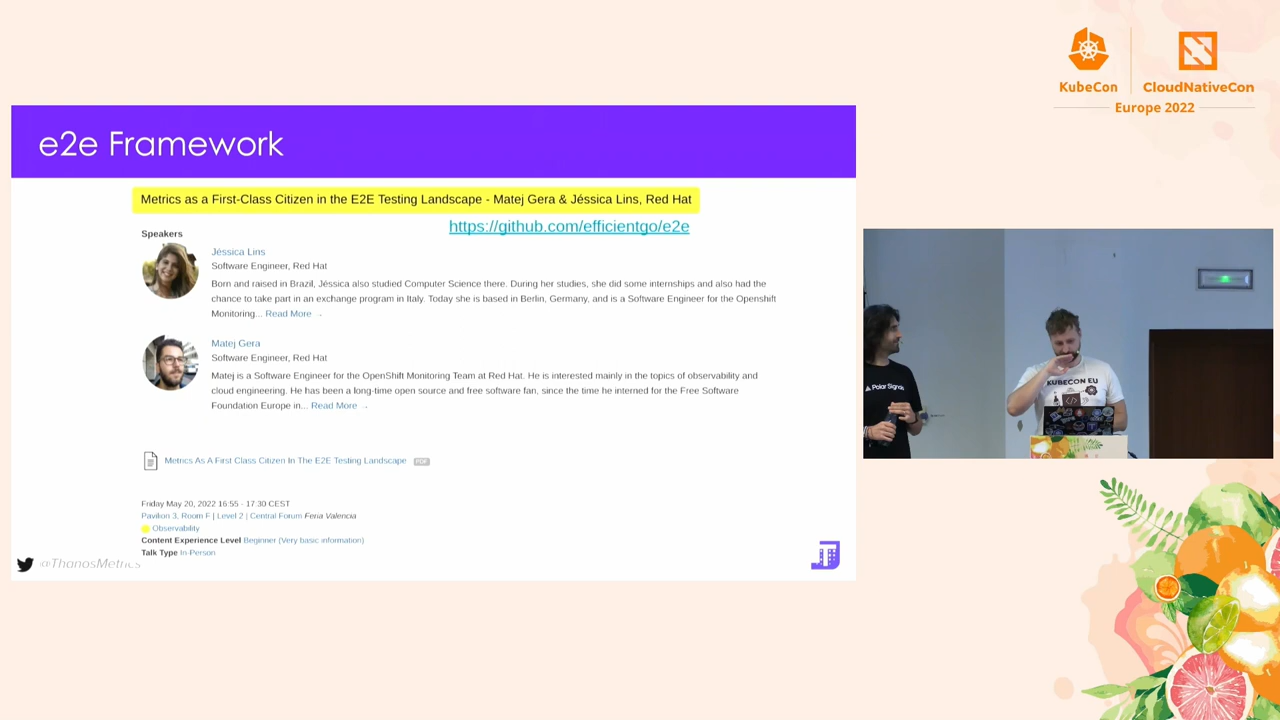 KubeCon
CloudNativeCon
Europe 2022
e2e Framework
Metrics as a First-Class Citizen in the E2E Testing Landscape - Matej Gera & Jéssica Lins, Red Hat
https://github.com/efficientgo/e2e
Speakers
Jéssica Lins
Software Engineer, Red Hat
Born and raised in Brazil, Jéssica also studied Computer Science there. During her studies, she did some internships and also had the
chance to take part in an exchange program in Italy. Today she is based in Berlin, Germany, and is a Software Engineer for the Openshift
Monitoring... Read More
Matej Gera
Software Engineer, Red Hat
Matej is a Software Engineer for the OpenShift Monitoring Team at Red Hat. He is interested mainly in the topics of observability and
cloud engineering. He has been a long-time open source and free software fan, since the time he interned for the Free Software
Foundation Europe in... Read More
Metrics As A First Class Citizen In The E2E Testing Landscape PDF
Friday May 20, 2022 16:55 - 17:30 CEST
Pavilion 3, Room F | Level 2 | Central Forum Feria Valencia
Observability
Content Experience Level Beginner (Very basic information)
Talk Type In-Person
@ThanosMetrics
Polar Signals
KUBECON EU